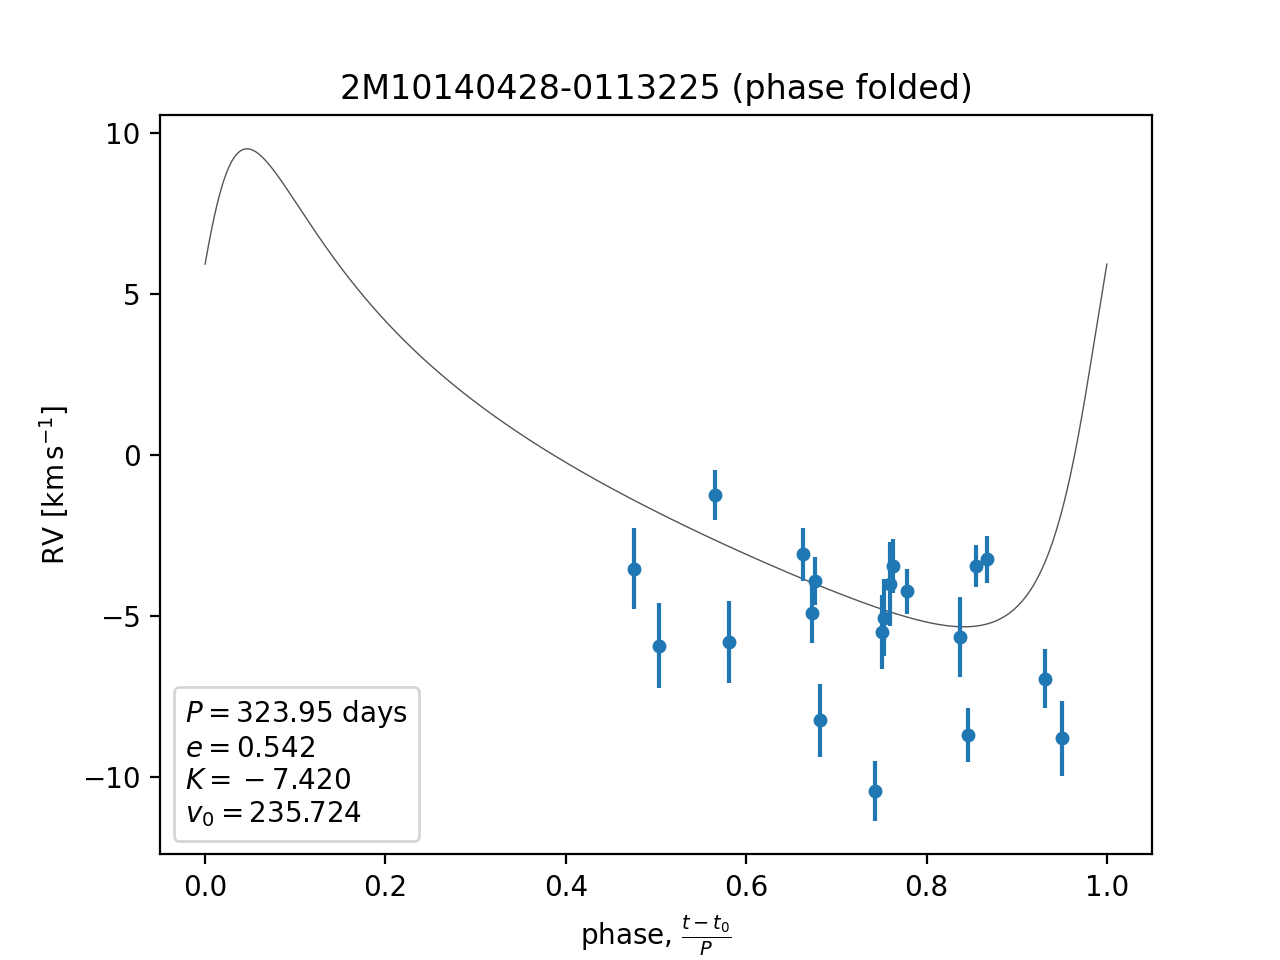 2M10140428-0113225 (phase folded)
RV [km s⁻¹]
10
5
0
−5
−10
P = 323.95 days
e = 0.542
K = −7.420
v₀ = 235.724
0.0 0.2 0.4 0.6 0.8 1.0
phase, (t − t₀)/P